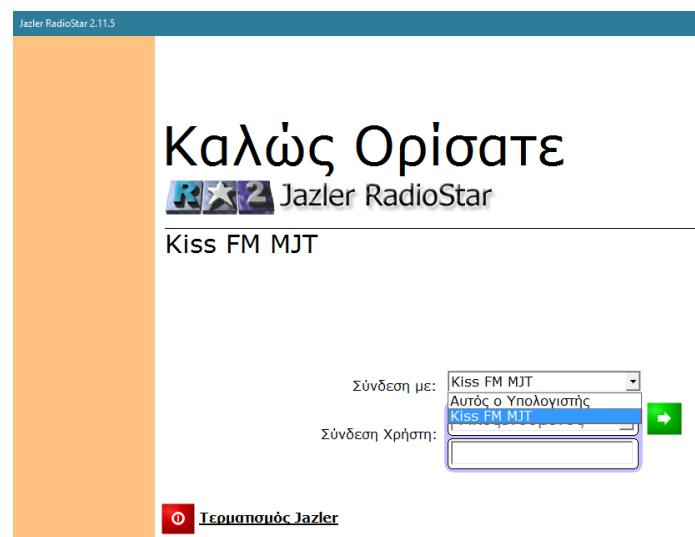 Jazler RadioStar 2.11.5
Καλώς Ορίσατε
R 2 Jazler RadioStar
Kiss FM MJT
Σύνδεση με:
Kiss FM MJT
Αυτός ο Υπολογιστής
Kiss FM MJT
Σύνδεση Χρήστη:
Τερματισμός Jazler